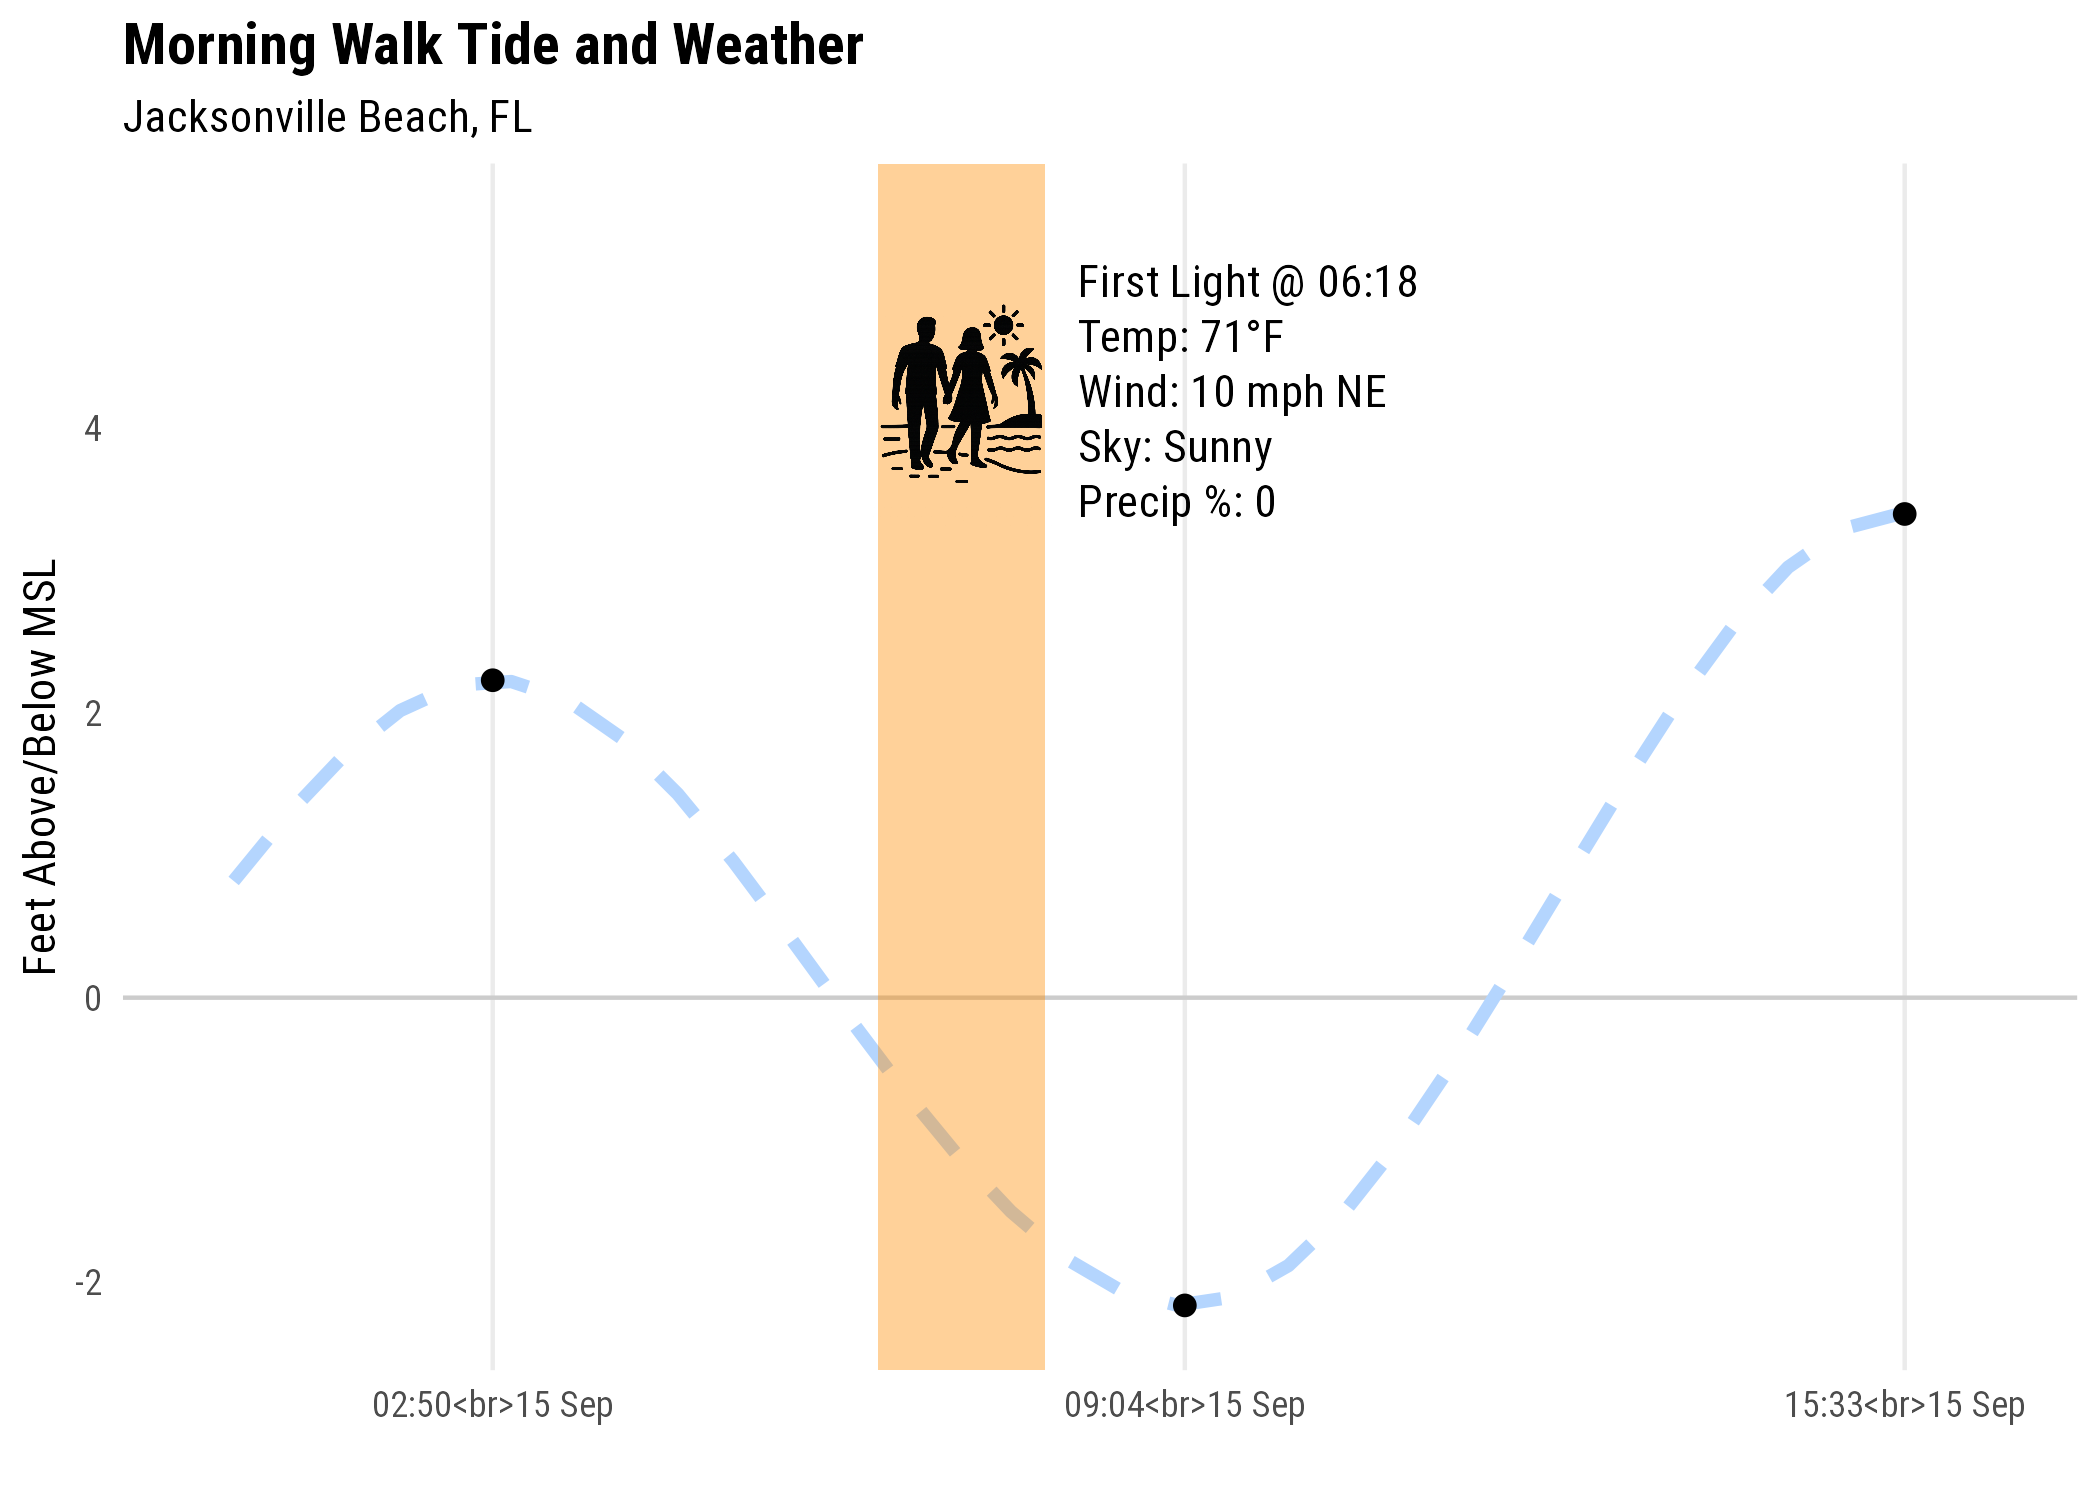 Morning Walk Tide and Weather
Jacksonville Beach, FL
First Light @ 06:18
Temp: 71°F
Wind: 10 mph NE
Sky: Sunny
Precip %: 0
Feet Above/Below MSL
4
2
0
-2
02:50<br>15 Sep
09:04<br>15 Sep
15:33<br>15 Sep